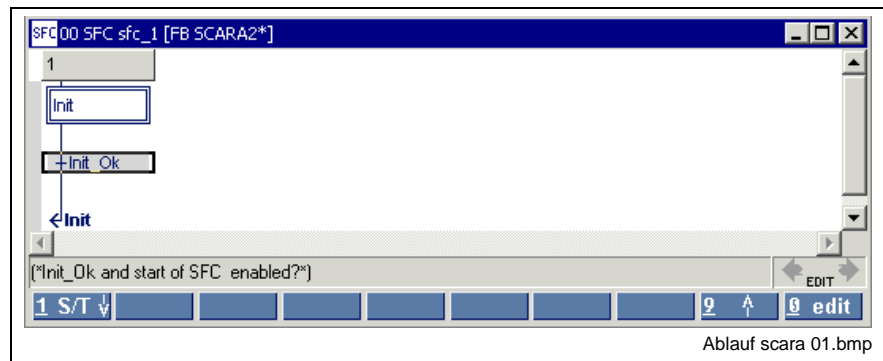 SFC 00 SFC sfc_1 [FB SCARA2*]
1
Init
Init_Ok
Init
(*Init_Ok and start of SFC enabled?*)
EDIT
1 S/T
9
0 edit
Ablauf scara 01.bmp